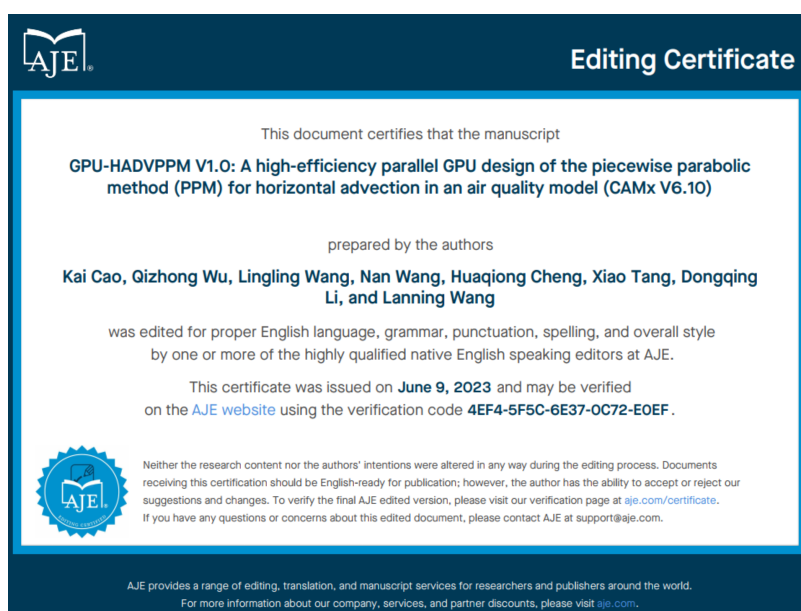 AJE®
Editing Certificate
This document certifies that the manuscript
GPU-HADVPPM V1.0: A high-efficiency parallel GPU design of the piecewise parabolic
method (PPM) for horizontal advection in an air quality model (CAMx V6.10)
prepared by the authors
Kai Cao, Qizhong Wu, Lingling Wang, Nan Wang, Huaqiong Cheng, Xiao Tang, Dongqing
Li, and Lanning Wang
was edited for proper English language, grammar, punctuation, spelling, and overall style
by one or more of the highly qualified native English speaking editors at AJE.
This certificate was issued on June 9, 2023 and may be verified
on the AJE website using the verification code 4EF4-5F5C-6E37-0C72-E0EF.
Neither the research content nor the authors' intentions were altered in any way during the editing process. Documents
receiving this certification should be English-ready for publication; however, the author has the ability to accept or reject our
suggestions and changes. To verify the final AJE edited version, please visit our verification page at aje.com/certificate.
If you have any questions or concerns about this edited document, please contact AJE at support@aje.com.
AJE.
EDITING CERTIFIED
AJE provides a range of editing, translation, and manuscript services for researchers and publishers around the world.
For more information about our company, services, and partner discounts, please visit aje.com.